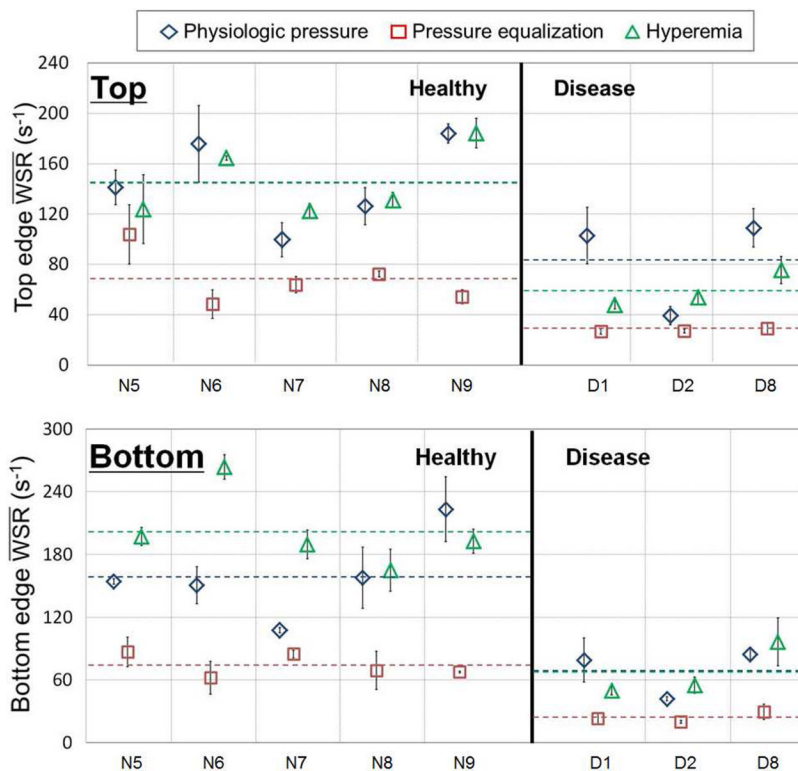 Physiologic pressure Pressure equalization Hyperemia
Top edge WSR (s-1)
240
200
160
120
80
40
0
Top Healthy Disease
N5 N6 N7 N8 N9 D1 D2 D8
Bottom edge WSR (s-1)
300
240
180
120
60
0
Bottom Healthy Disease
N5 N6 N7 N8 N9 D1 D2 D8